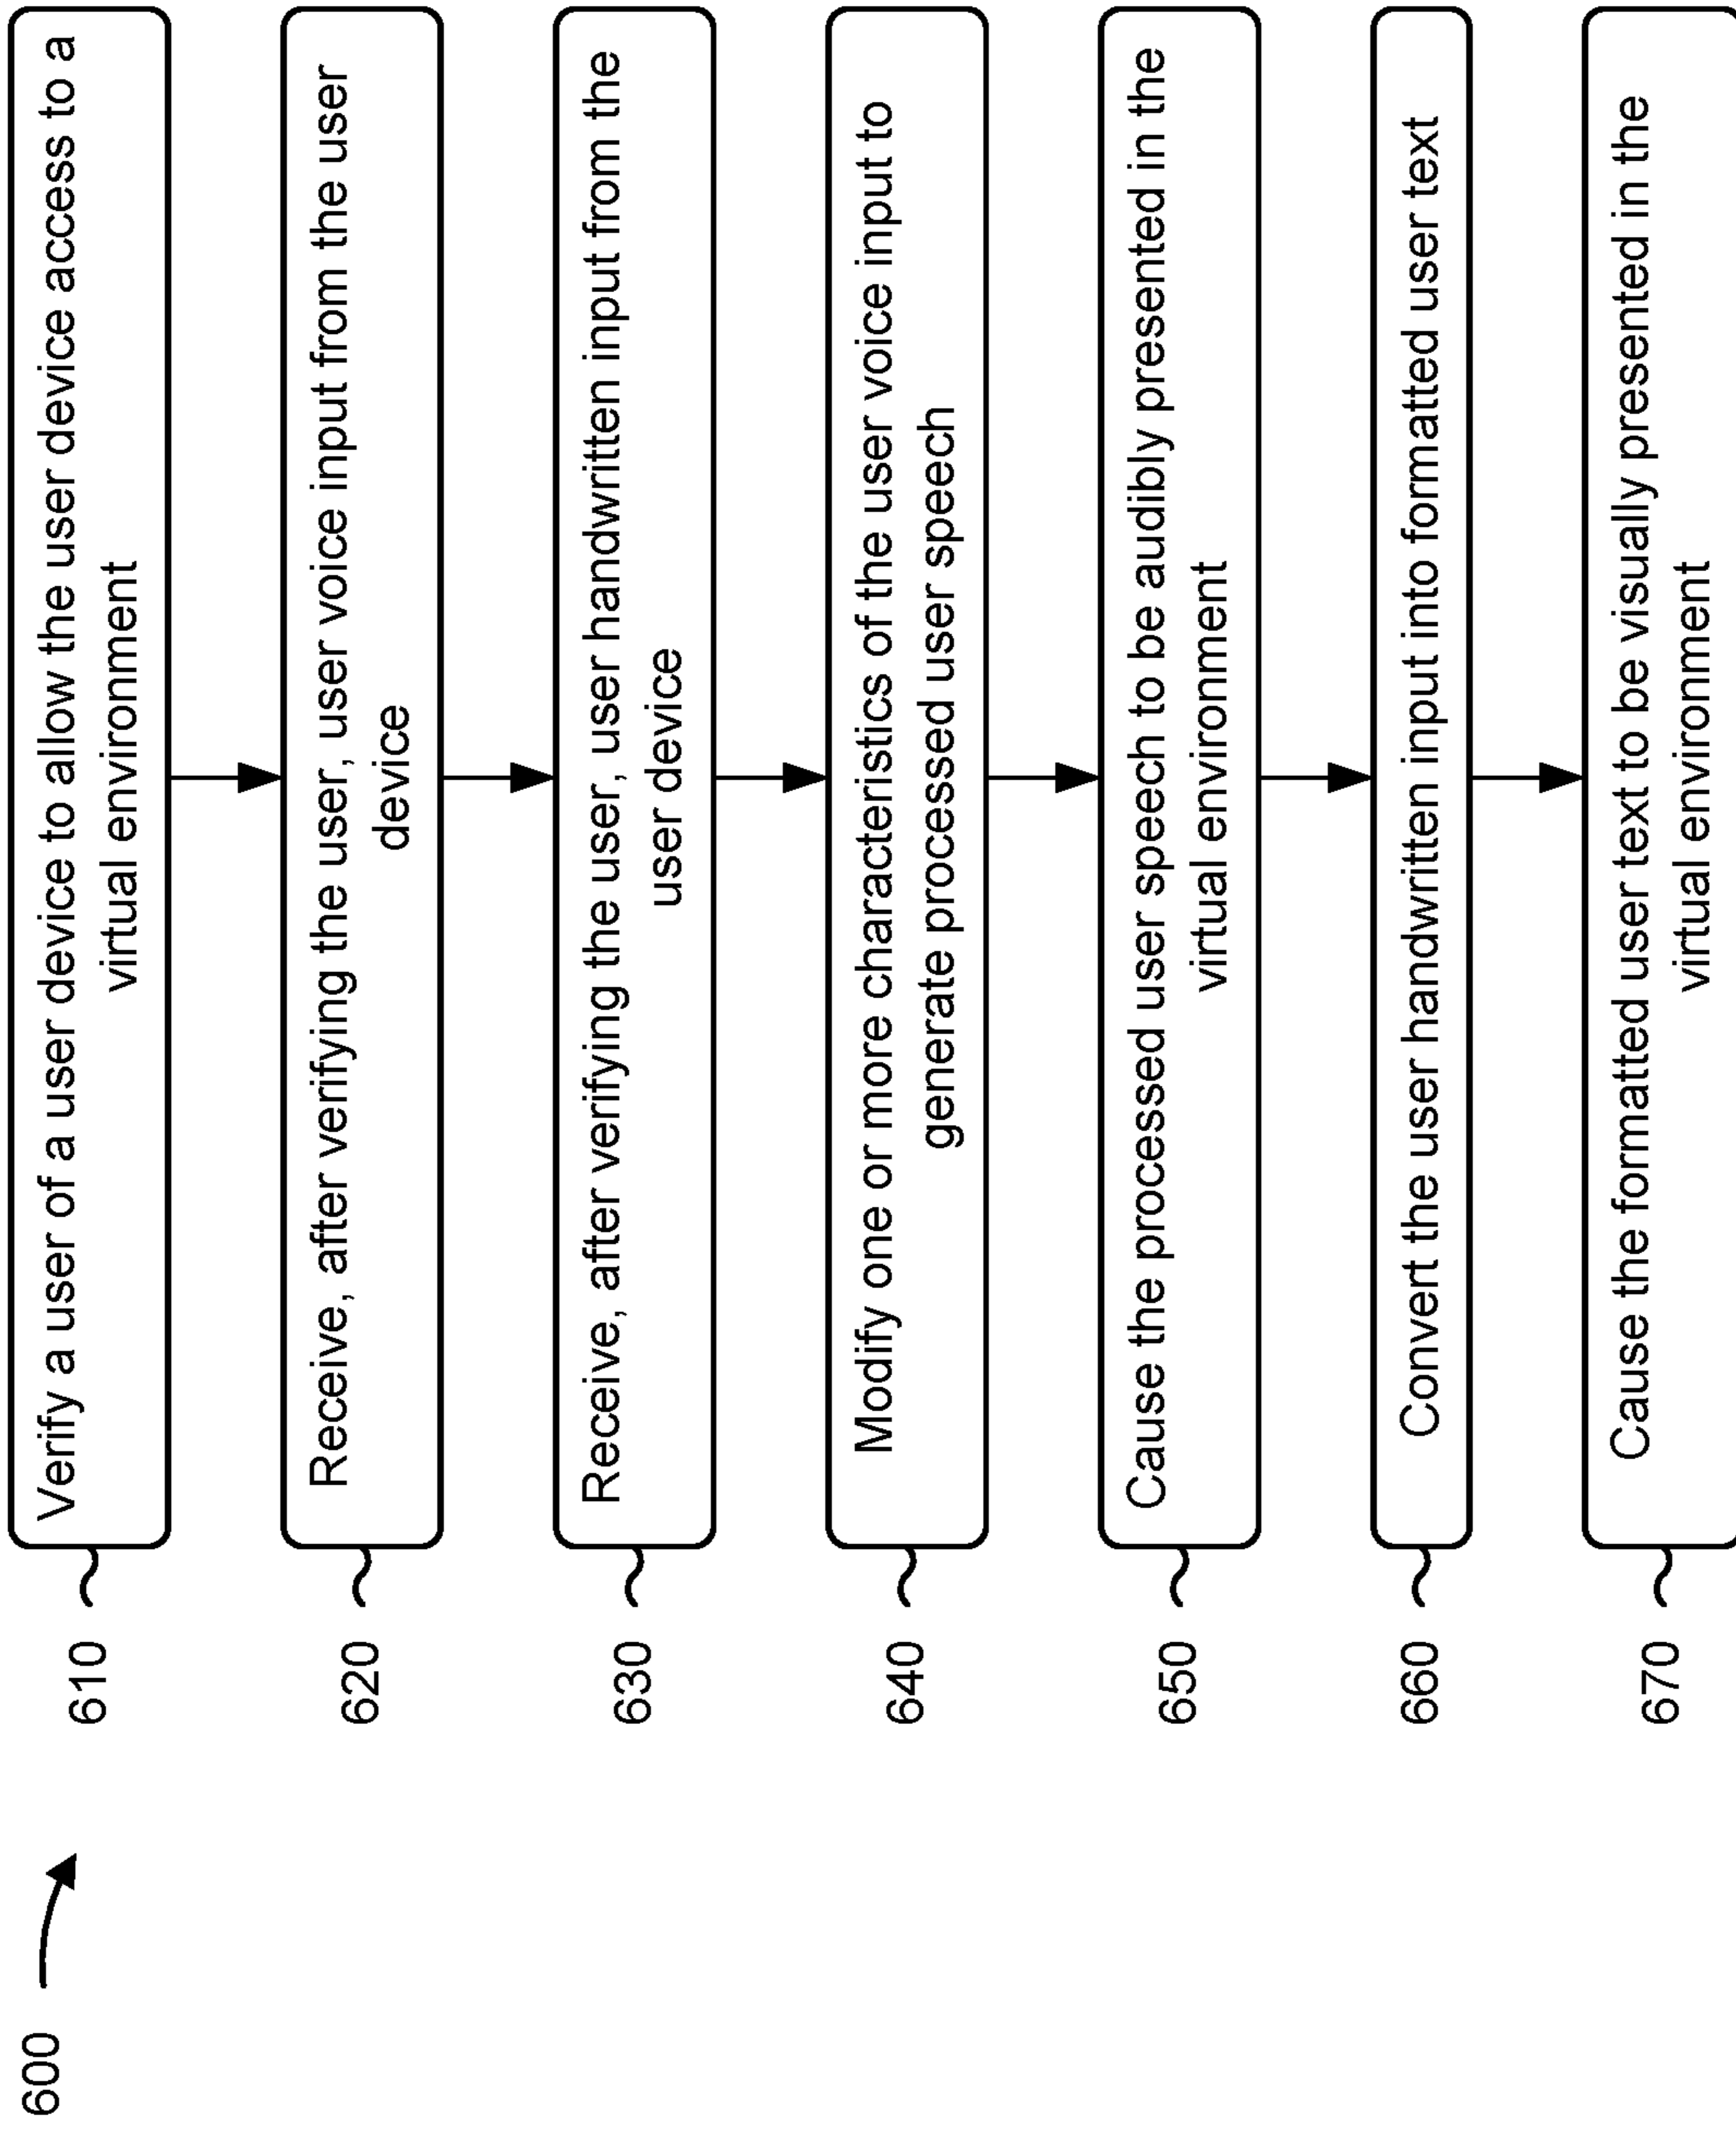 600
610
Verify a user of a user device to allow the user device access to a
virtual environment
620
Receive, after verifying the user, user voice input from the user
device
630
Receive, after verifying the user, user handwritten input from the
user device
640
Modify one or more characteristics of the user voice input to
generate processed user speech
650
Cause the processed user speech to be audibly presented in the
virtual environment
660
Convert the user handwritten input into formatted user text
670
Cause the formatted user text to be visually presented in the
virtual environment